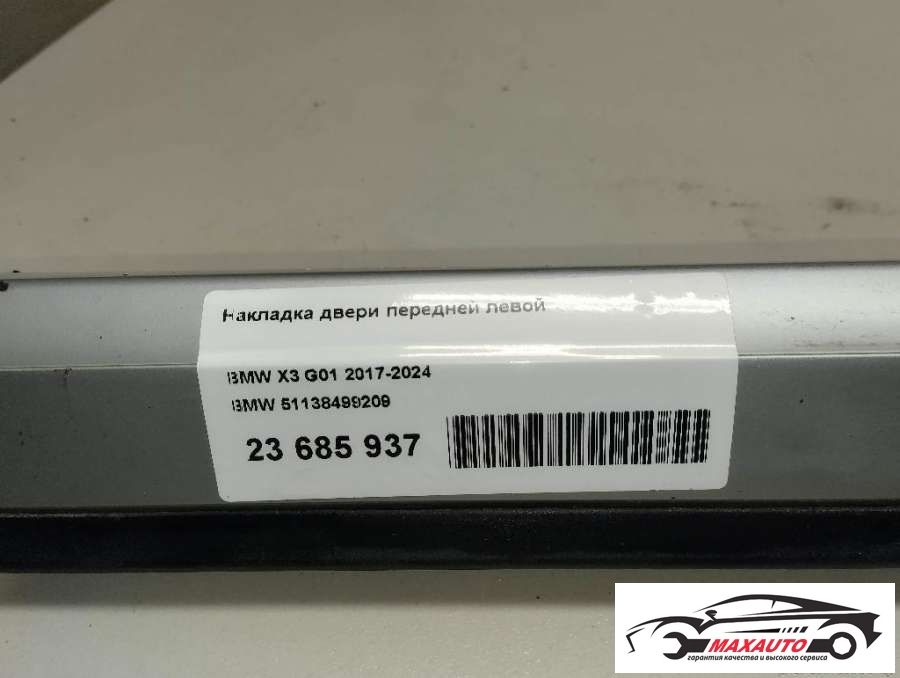 Накладка двери передней левой
BMW X3 G01 2017-2024
BMW 51138499209
23 685 937
MAXAUTO
гарантия качества и высокого сервиса